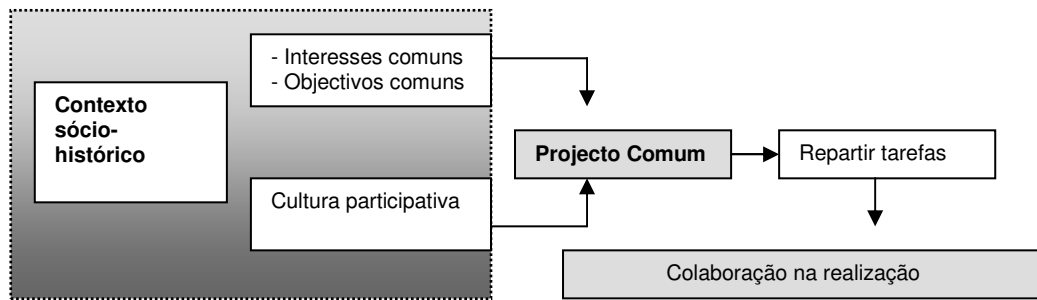 - Interesses comuns
- Objectivos comuns
Contexto
sócio-
histórico
Projecto Comum
Repartir tarefas
Cultura participativa
Colaboração na realização